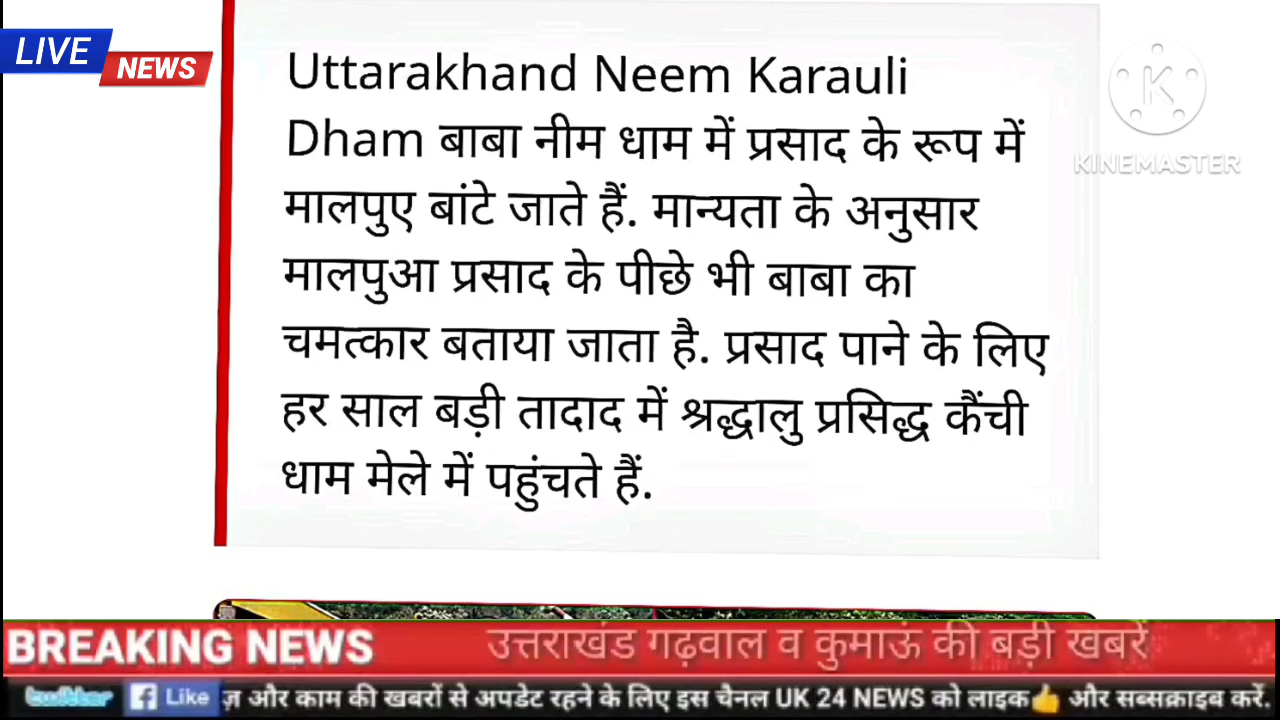 LIVE
NEWS
Uttarakhand Neem Karauli
Dham बाबा नीम धाम में प्रसाद के रूप में
मालपुए बांटे जाते हैं. मान्यता के अनुसार
मालपुआ प्रसाद के पीछे भी बाबा का
चमत्कार बताया जाता है. प्रसाद पाने के लिए
हर साल बड़ी तादाद में श्रद्धालु प्रसिद्ध कैंची
धाम मेले में पहुंचते हैं.
K
KINEMASTER
BREAKING NEWS
उत्तराखंड गढ़वाल व कुमाऊं की बड़ी खबरें
twitter f Like ज़ और काम की खबरों से अपडेट रहने के लिए इस चैनल UK 24 NEWS को लाइक👍 और सब्सक्राइब करें.